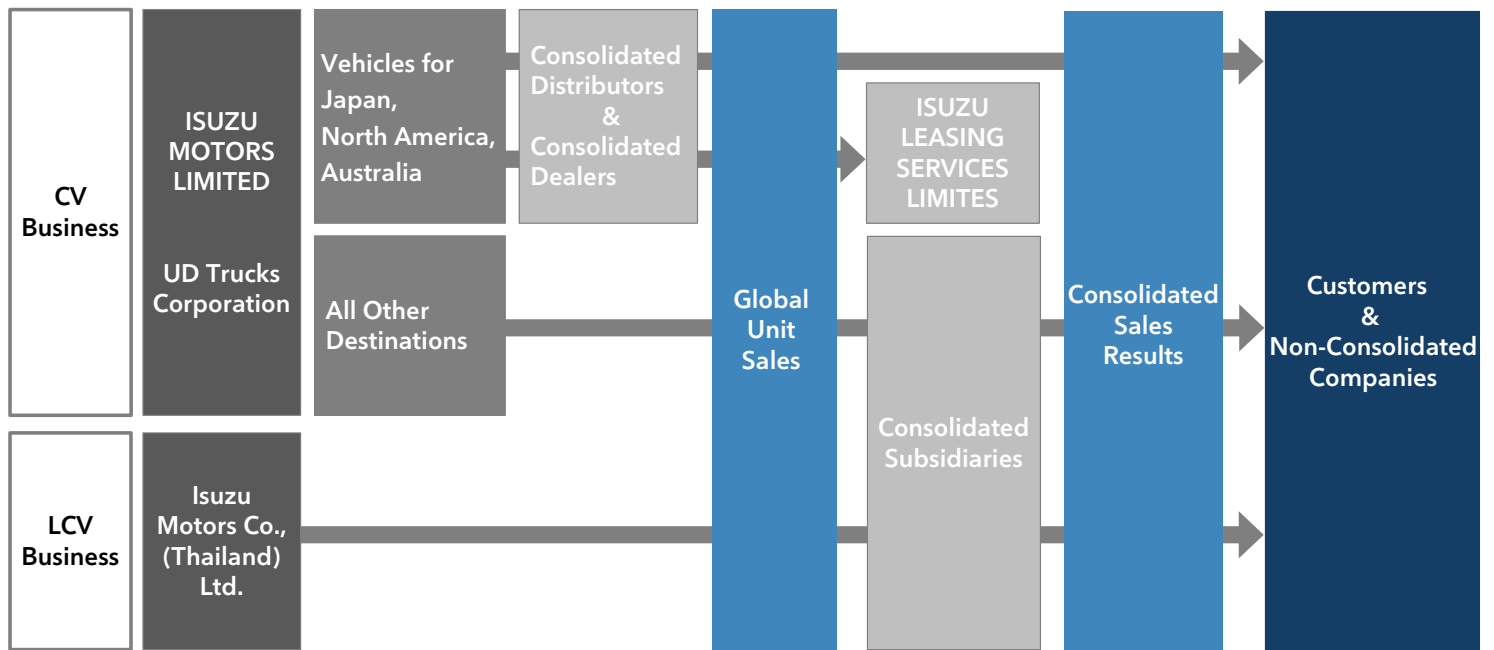 CV
Business
ISUZU
MOTORS
LIMITED
UD Trucks
Corporation
Vehicles for
Japan,
North America,
Australia
All Other
Destinations
Consolidated
Distributors
&
Consolidated
Dealers
Global
Unit
Sales
ISUZU
LEASING
SERVICES
LIMITES
Consolidated
Subsidiaries
Consolidated
Sales
Results
Customers
&
Non-Consolidated
Companies
LCV
Business
Isuzu
Motors Co.,
(Thailand)
Ltd.